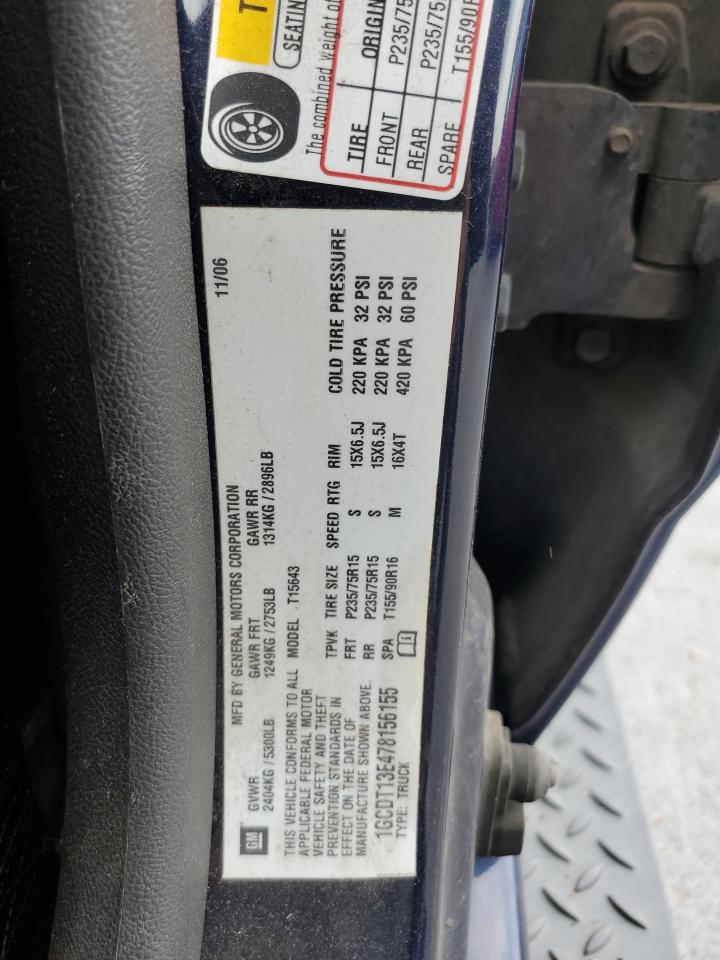 T
SEATIN
The combined weight of
TIRE ORIGIN
FRONT P235/75
REAR P235/75
SPARE T155/90R
MFD BY GENERAL MOTORS CORPORATION 11/06
GVWR GAWR FRT GAWR RR
2404KG / 5300LB 1249KG / 2753LB 1314KG / 2896LB
GM
THIS VEHICLE CONFORMS TO ALL MODEL T15643
APPLICABLE FEDERAL MOTOR
VEHICLE SAFETY AND THEFT
PREVENTION STANDARDS IN
EFFECT ON THE DATE OF
MANUFACTURE SHOWN ABOVE.
1GCDT13E478156155
TYPE: TRUCK
TPVK TIRE SIZE SPEED RTG RIM COLD TIRE PRESSURE
FRT P235/75R15 S 15X6.5J 220 KPA 32 PSI
RR P235/75R15 S 15X6.5J 220 KPA 32 PSI
SPA T155/90R16 M 16X4T 420 KPA 60 PSI